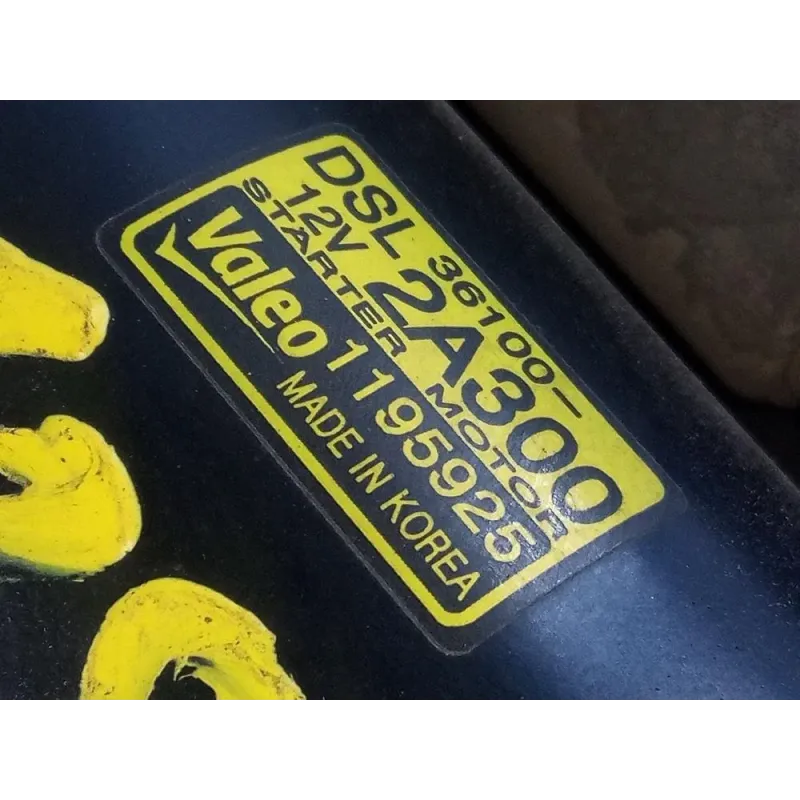 DSL 36100-
12V 2A300
STARTER MOTOR
Valeo 1195925
MADE IN KOREA